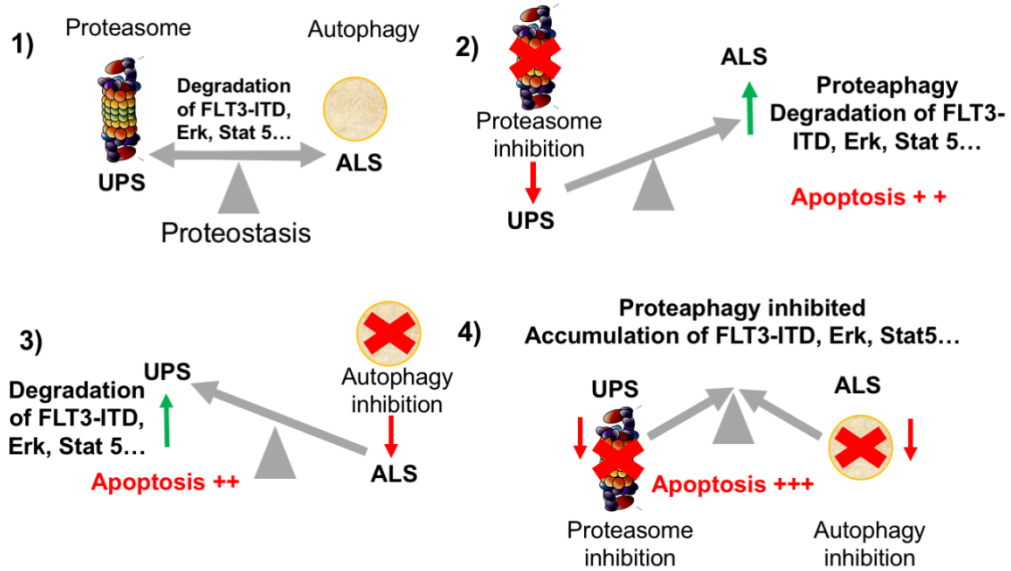 1)
Proteasome
Autophagy
Degradation
of FLT3-ITD,
Erk, Stat 5…
UPS
ALS
Proteostasis
2)
Proteasome
inhibition
UPS
ALS
Proteaphagy
Degradation of FLT3-
ITD, Erk, Stat 5…
Apoptosis + +
3)
UPS
Degradation
of FLT3-ITD,
Erk, Stat 5…
Apoptosis ++
Autophagy
inhibition
ALS
4)
Proteaphagy inhibited
Accumulation of FLT3-ITD, Erk, Stat5…
UPS
ALS
Apoptosis +++
Proteasome
inhibition
Autophagy
inhibition